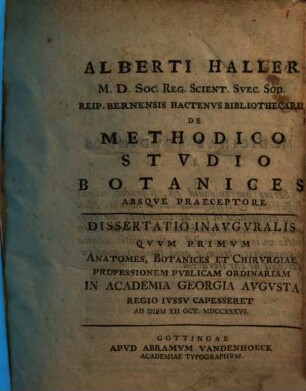 ALBERTI HALLER
M. D. SOC. REG. SCIENT. SVEC. SOD.
REIP. BERNENSIS HACTENVS BIBLIOTHECARII
DE
METHODICO
STVDIO
BOTANICES
ABSQVE PRAECEPTORE
DISSERTATIO INAVGVRALIS
QVVM PRIMVM
ANATOMES, BOTANICES ET CHIRVRGIAE
PROFESSIONEM PVBLICAM ORDINARIAM
IN ACADEMIA GEORGIA AVGVSTA
REGIO IVSSV CAPESSERET
AD DIEM XII OCT. MDCCXXXVI.
GOTTINGAE
APVD ABRAMVM VANDENHOECK
ACADEMIAE TYPOGRAPHVM.